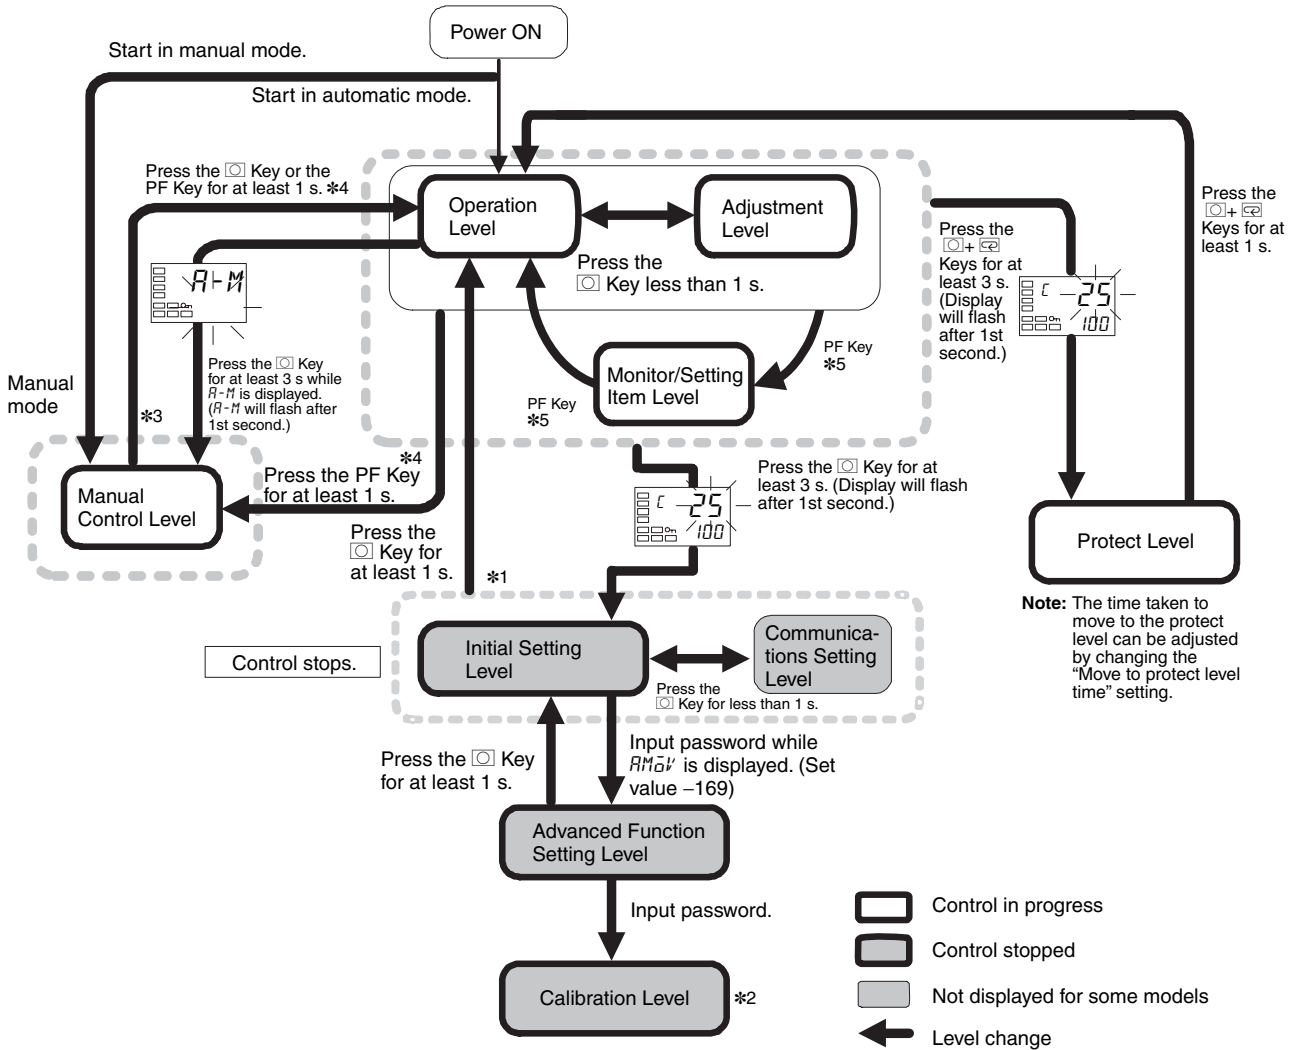 Power ON
Start in manual mode.
Start in automatic mode.
Press the Key or the
PF Key for at least 1 s. ✻4
Operation
Level
Adjustment
Level
Press the
Key less than 1 s.
Press the
+
Keys for at
least 3 s.
(Display
will flash
after 1st
second.)
Press the
+
Keys for at
least 1 s.
A-M
C 25
100
Press the Key
for at least 3 s while
A-M is displayed.
(A-M will flash after
1st second.)
Manual
mode
✻3
PF Key
✻5
Monitor/Setting
Item Level
PF Key
✻5
✻4
Press the PF Key
for at least 1 s.
Manual
Control Level
Press the Key for at
least 3 s. (Display will flash
after 1st second.)
C 25
100
Press the
Key for
at least 1 s.
✻1
Protect Level
Note: The time taken to
move to the protect
level can be adjusted
by changing the
“Move to protect level
time” setting.
Control stops.
Initial Setting
Level
Communica-
tions Setting
Level
Press the
Key for less than 1 s.
Press the Key
for at least 1 s.
Input password while
AMoV is displayed. (Set
value –169)
Advanced Function
Setting Level
Input password.
Calibration Level
✻2
Control in progress
Control stopped
Not displayed for some models
Level change